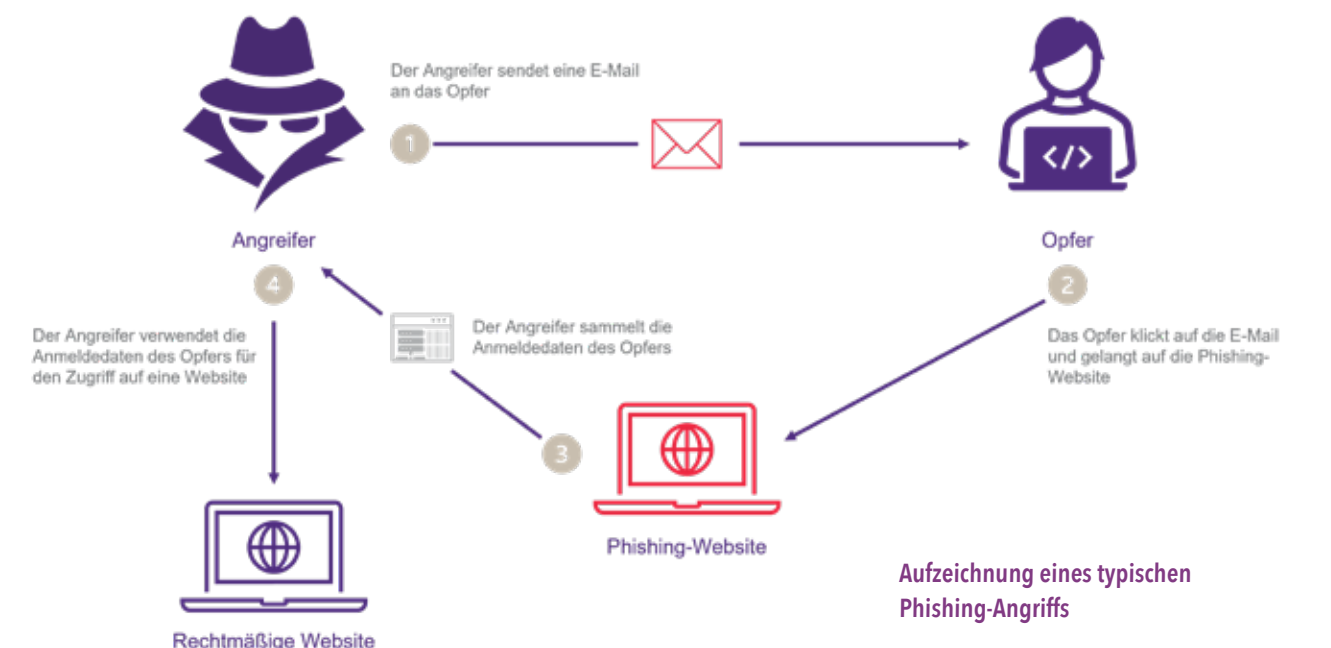 Der Angreifer sendet eine E-Mail
an das Opfer
1
</>
Angreifer
Opfer
4
2
Der Angreifer verwendet die
Anmeldedaten des Opfers für
den Zugriff auf eine Website
Der Angreifer sammelt die
Anmeldedaten des Opfers
Das Opfer klickt auf die E-Mail
und gelangt auf die Phishing-
Website
3
Phishing-Website
Aufzeichnung eines typischen
Phishing-Angriffs
Rechtmäßige Website